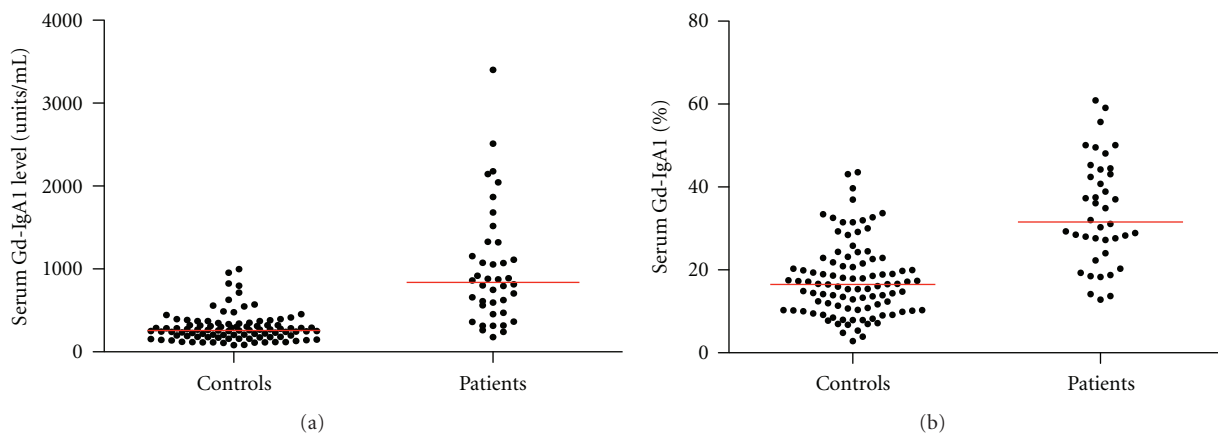 Serum Gd-IgA1 level (units/mL)
4000
3000
2000
1000
0
Controls
Patients
(a)
Serum Gd-IgA1 (%)
80
60
40
20
0
Controls
Patients
(b)